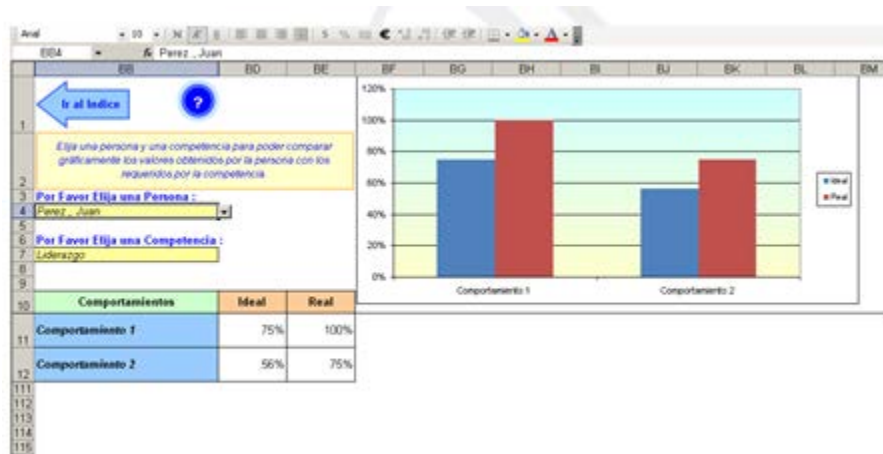 Arial 10 N K S
BB4 fx Perez , Juan
BB BD BE BF BG BH BI BJ BK BL BM
Ir al Indice ?
1
Elija una persona y una competencia para poder comparar
gráficamente los valores obtenidos por la persona con los
requeridos por la competencia.
2
3 Por Favor Elija una Persona :
4 Perez , Juan
5
6 Por Favor Elija una Competencia :
7 Liderazgo
8
9
10 Comportamientos Ideal Real
11 Comportamiento 1 75% 100%
12 Comportamiento 2 56% 75%
111
112
113
114
115
120%
100%
80%
60%
40%
20%
0%
Comportamiento 1 Comportamiento 2
Ideal
Real